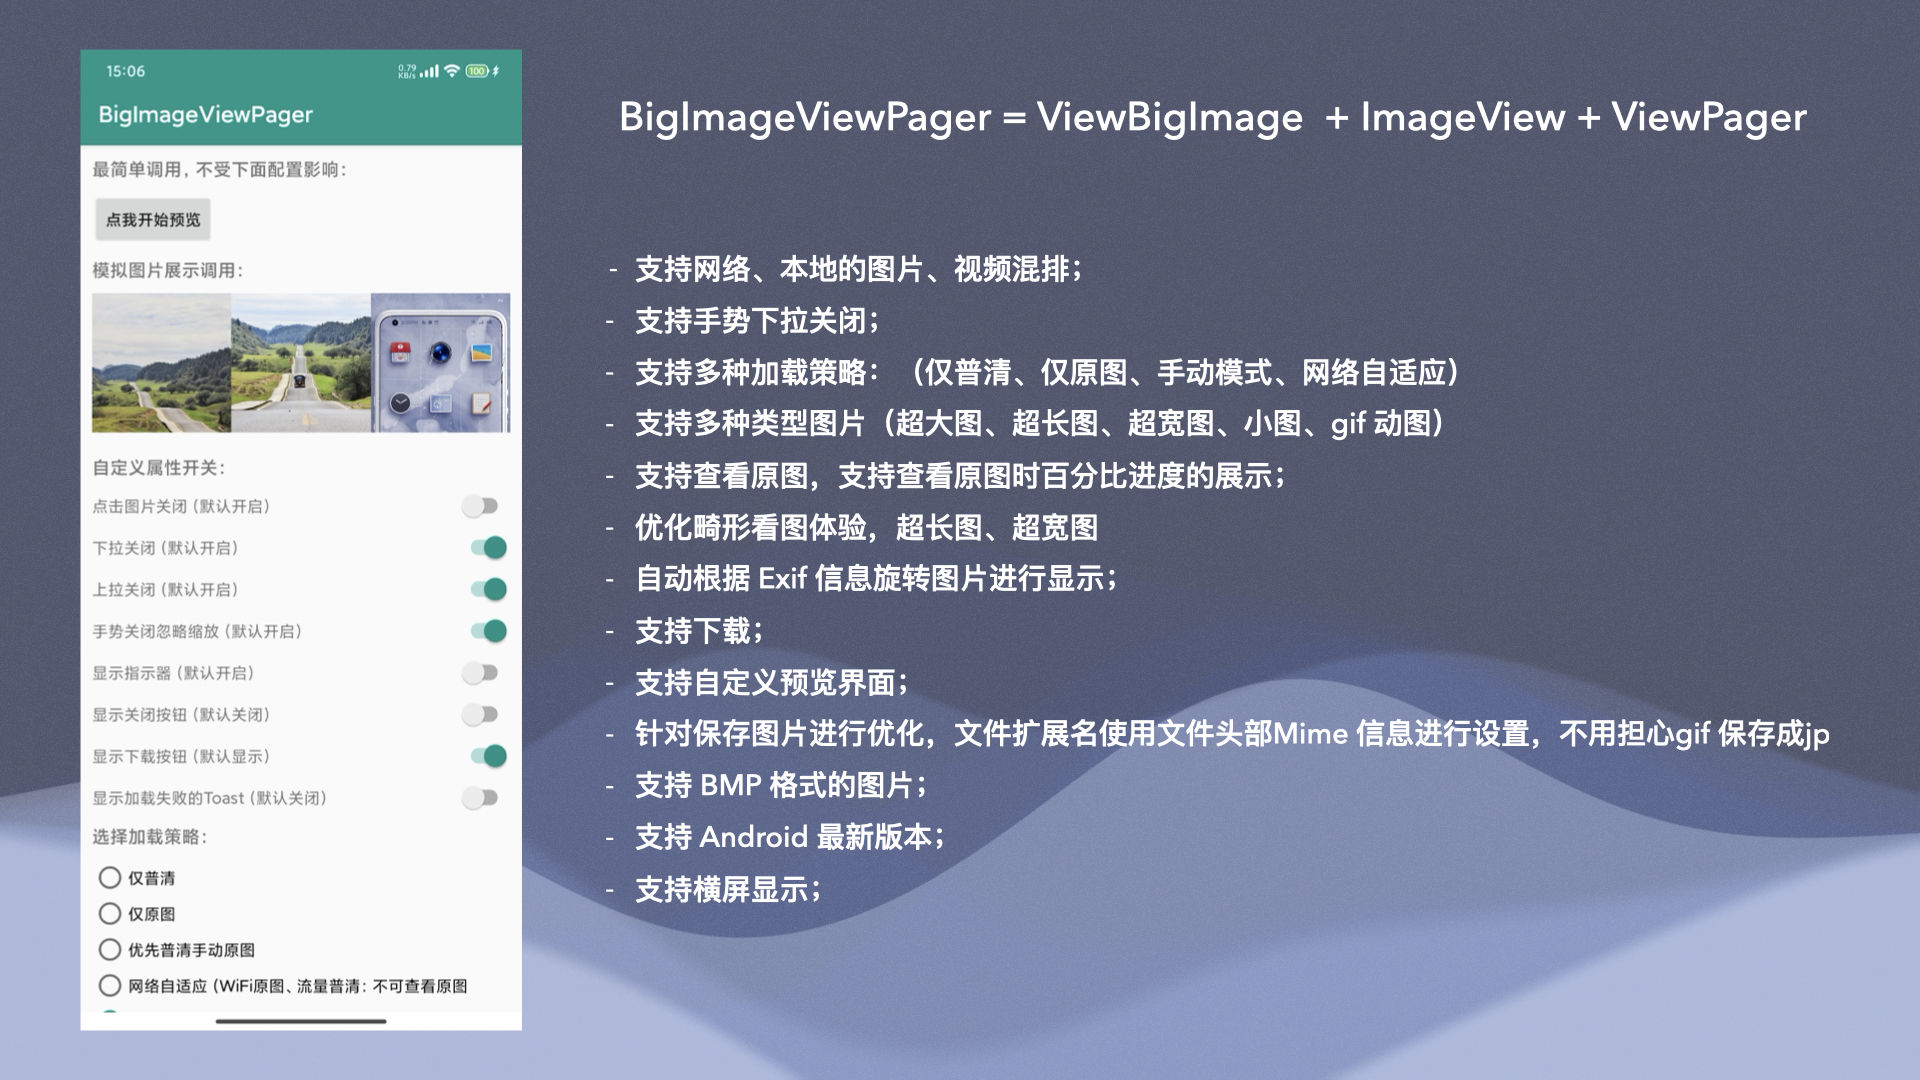 15:06
0.79 KB/s
100
BigImageViewPager
最简单调用，不受下面配置影响：
点我开始预览
模拟图片展示调用：
自定义属性开关：
点击图片关闭（默认开启）
下拉关闭（默认开启）
上拉关闭（默认开启）
手势关闭忽略缩放（默认开启）
显示指示器（默认开启）
显示关闭按钮（默认关闭）
显示下载按钮（默认显示）
显示加载失败的Toast（默认关闭）
选择加载策略：
仅普清
仅原图
优先普清手动原图
网络自适应（WiFi原图、流量普清：不可查看原图
BigImageViewPager = ViewBigImage + ImageView + ViewPager
- 支持网络、本地的图片、视频混排；
- 支持手势下拉关闭；
- 支持多种加载策略：（仅普清、仅原图、手动模式、网络自适应）
- 支持多种类型图片（超大图、超长图、超宽图、小图、gif 动图）
- 支持查看原图，支持查看原图时百分比进度的展示；
- 优化畸形看图体验，超长图、超宽图
- 自动根据 Exif 信息旋转图片进行显示；
- 支持下载；
- 支持自定义预览界面；
- 针对保存图片进行优化，文件扩展名使用文件头部Mime 信息进行设置，不用担心gif 保存成jp
- 支持 BMP 格式的图片；
- 支持 Android 最新版本；
- 支持横屏显示；